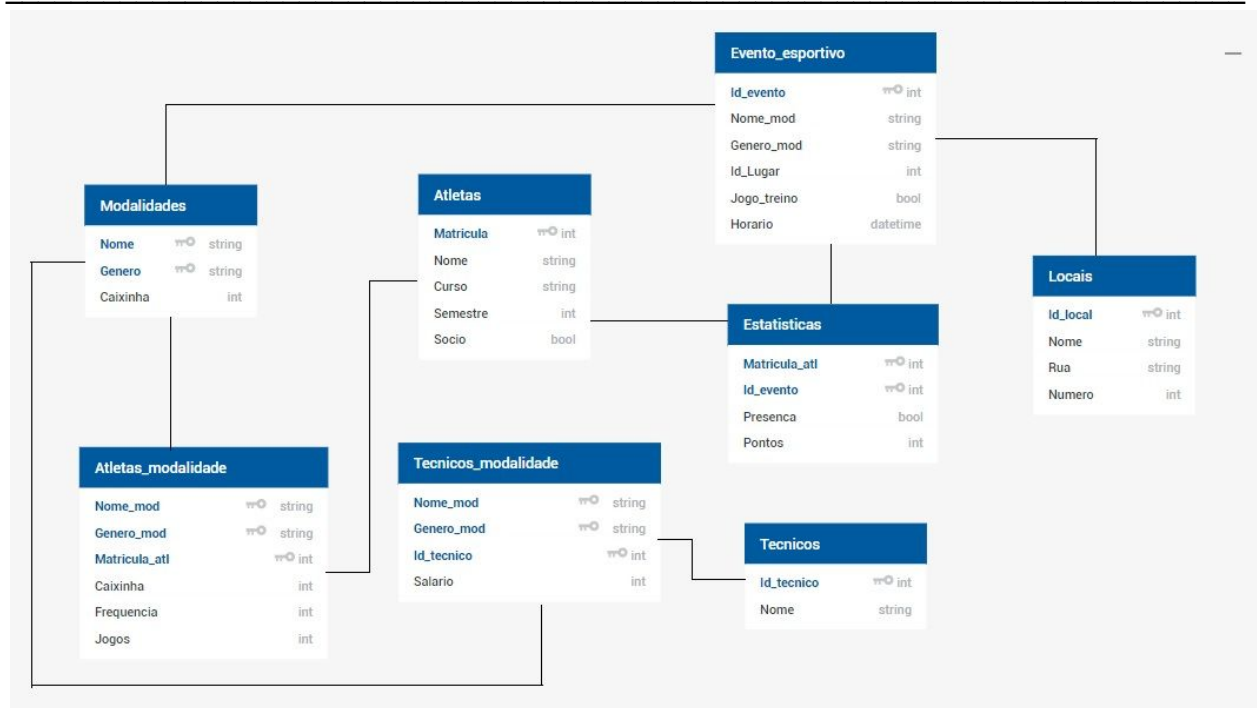 Evento_esportivo
Id_evento int
Nome_mod string
Genero_mod string
Id_Lugar int
Jogo_treino bool
Horario datetime
Modalidades
Nome string
Genero string
Caixinha int
Atletas
Matricula int
Nome string
Curso string
Semestre int
Socio bool
Locais
Id_local int
Nome string
Rua string
Numero int
Estatisticas
Matricula_atl int
Id_evento int
Presenca bool
Pontos int
Atletas_modalidade
Nome_mod string
Genero_mod string
Matricula_atl int
Caixinha int
Frequencia int
Jogos int
Tecnicos_modalidade
Nome_mod string
Genero_mod string
Id_tecnico int
Salario int
Tecnicos
Id_tecnico int
Nome string